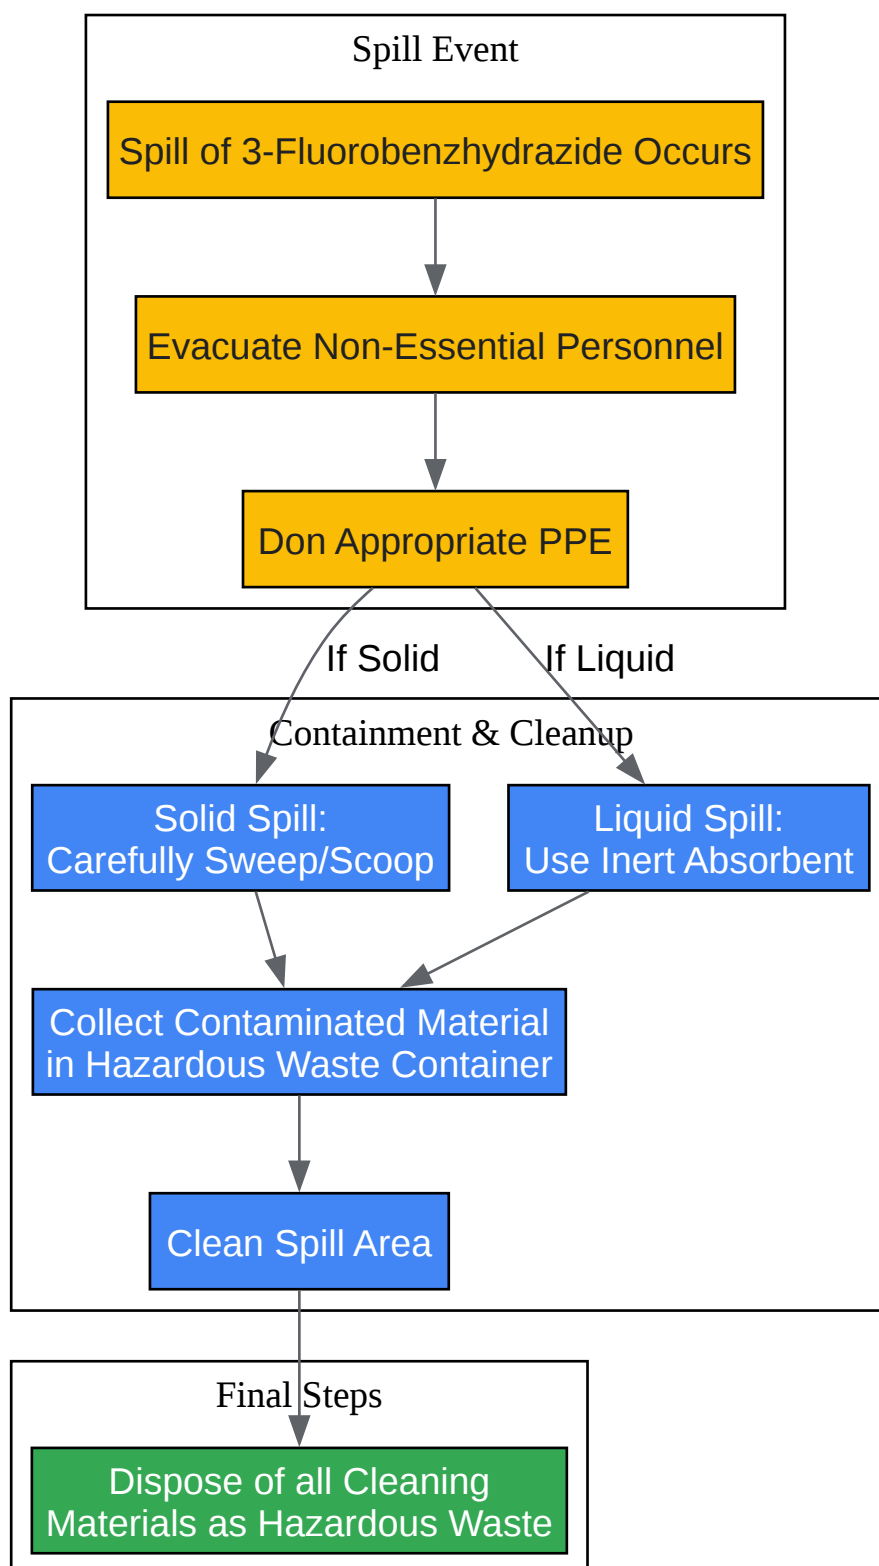 Spill Event
Spill of 3-Fluorobenzhydrazide Occurs
Evacuate Non-Essential Personnel
Don Appropriate PPE
If Solid
If Liquid
Containment & Cleanup
Solid Spill:
Carefully Sweep/Scoop
Liquid Spill:
Use Inert Absorbent
Collect Contaminated Material
in Hazardous Waste Container
Clean Spill Area
Final Steps
Dispose of all Cleaning
Materials as Hazardous Waste